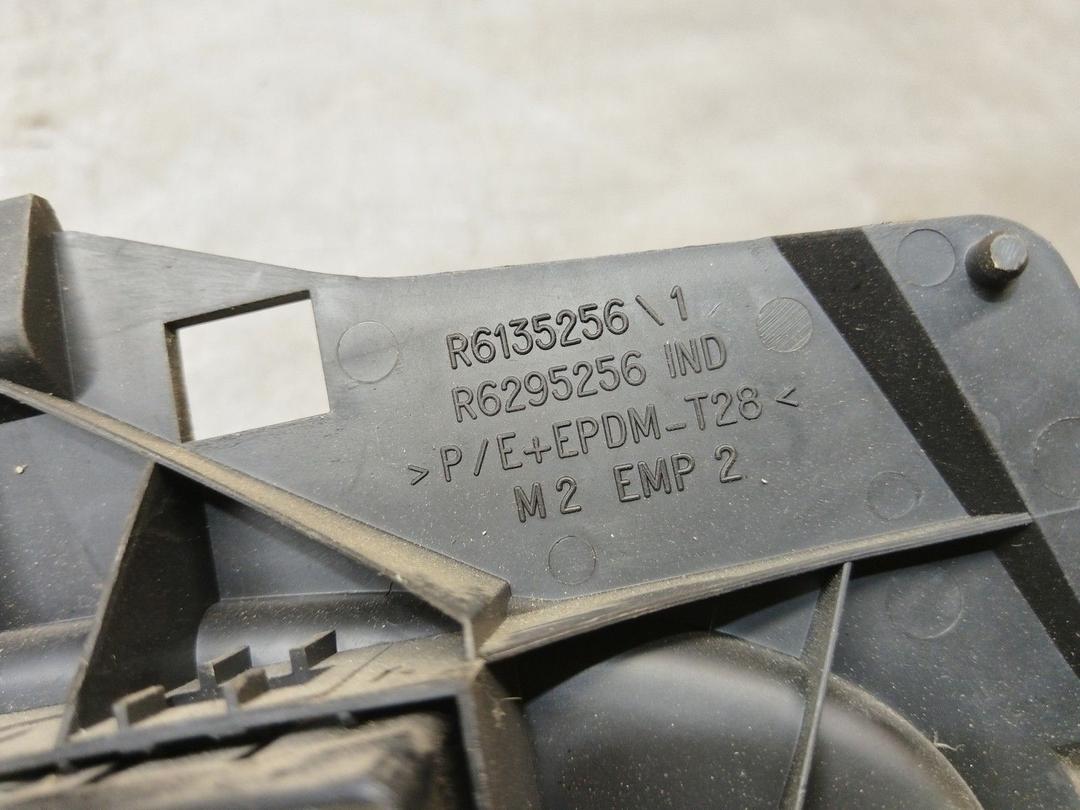 R6135256\1
R6295256 IND
>P/E+EPDM-T28<
M2 EMP 2